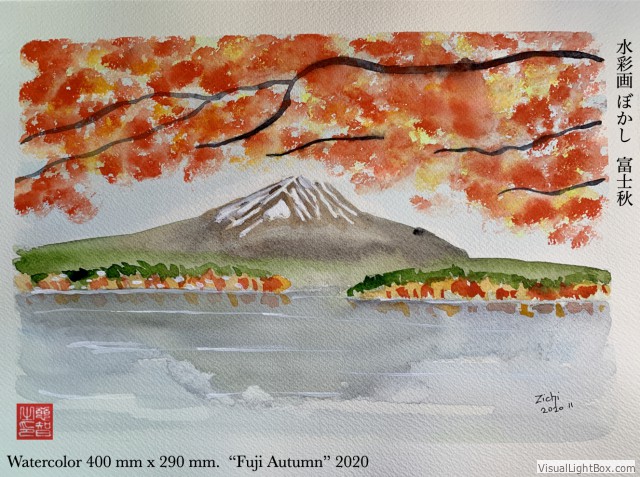 水彩画 ぼかし 富士秋
Zichi
2020 11
Watercolor 400 mm x 290 mm. “Fuji Autumn” 2020
VisualLightBox.com